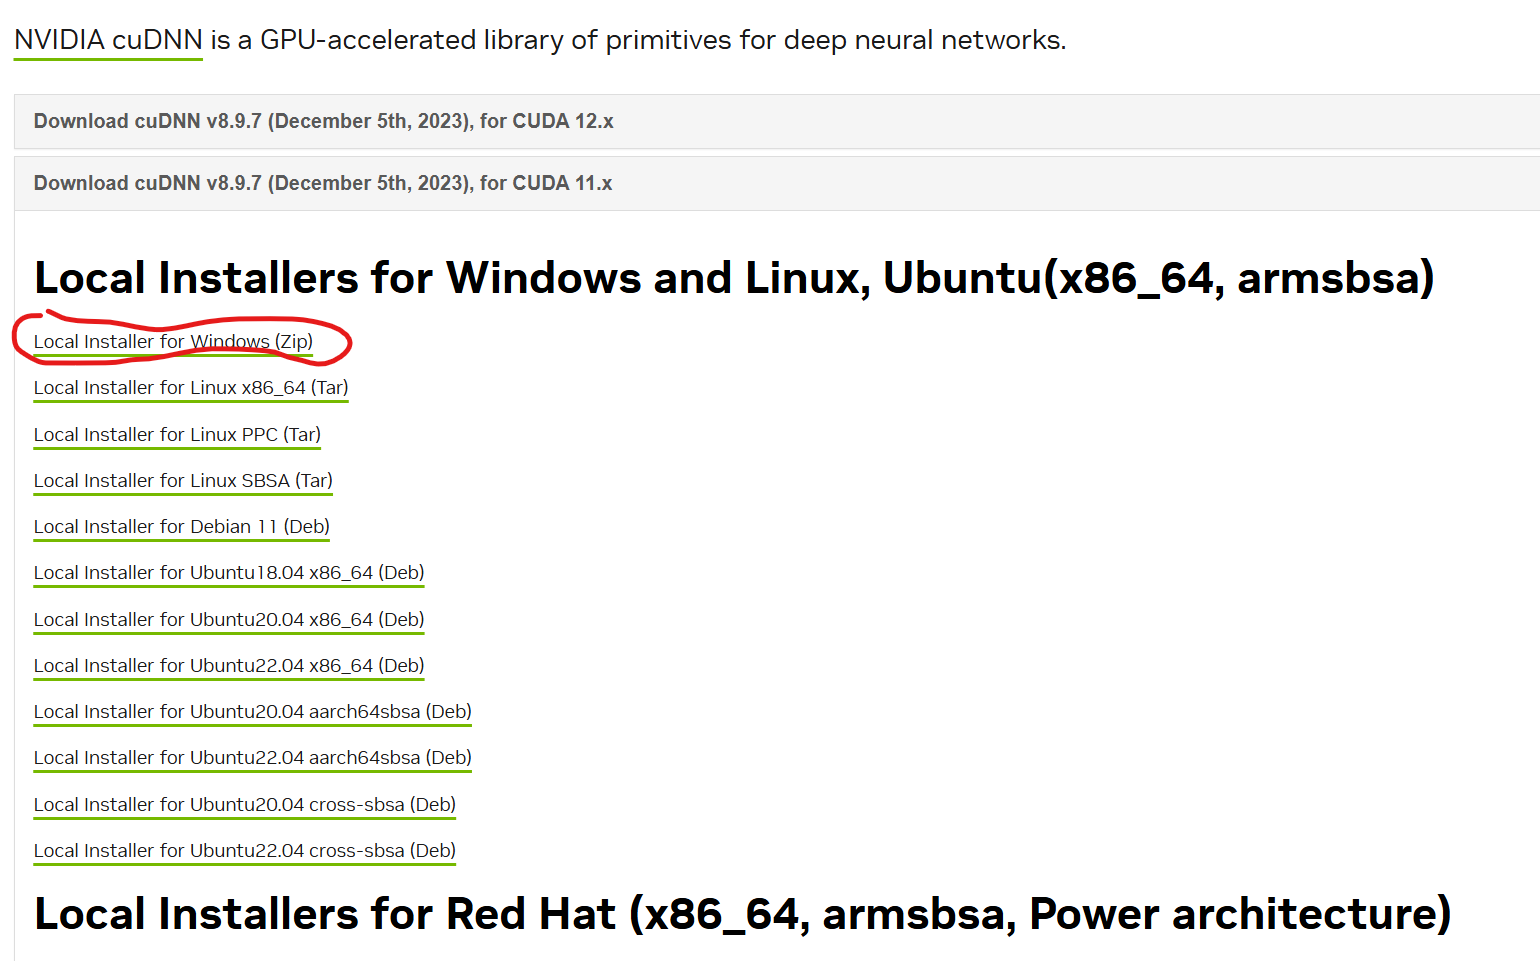 NVIDIA cuDNN is a GPU-accelerated library of primitives for deep neural networks.
Download cuDNN v8.9.7 (December 5th, 2023), for CUDA 12.x
Download cuDNN v8.9.7 (December 5th, 2023), for CUDA 11.x
Local Installers for Windows and Linux, Ubuntu(x86_64, armsbsa)
Local Installer for Windows (Zip)
Local Installer for Linux x86_64 (Tar)
Local Installer for Linux PPC (Tar)
Local Installer for Linux SBSA (Tar)
Local Installer for Debian 11 (Deb)
Local Installer for Ubuntu18.04 x86_64 (Deb)
Local Installer for Ubuntu20.04 x86_64 (Deb)
Local Installer for Ubuntu22.04 x86_64 (Deb)
Local Installer for Ubuntu20.04 aarch64sbsa (Deb)
Local Installer for Ubuntu22.04 aarch64sbsa (Deb)
Local Installer for Ubuntu20.04 cross-sbsa (Deb)
Local Installer for Ubuntu22.04 cross-sbsa (Deb)
Local Installers for Red Hat (x86_64, armsbsa, Power architecture)